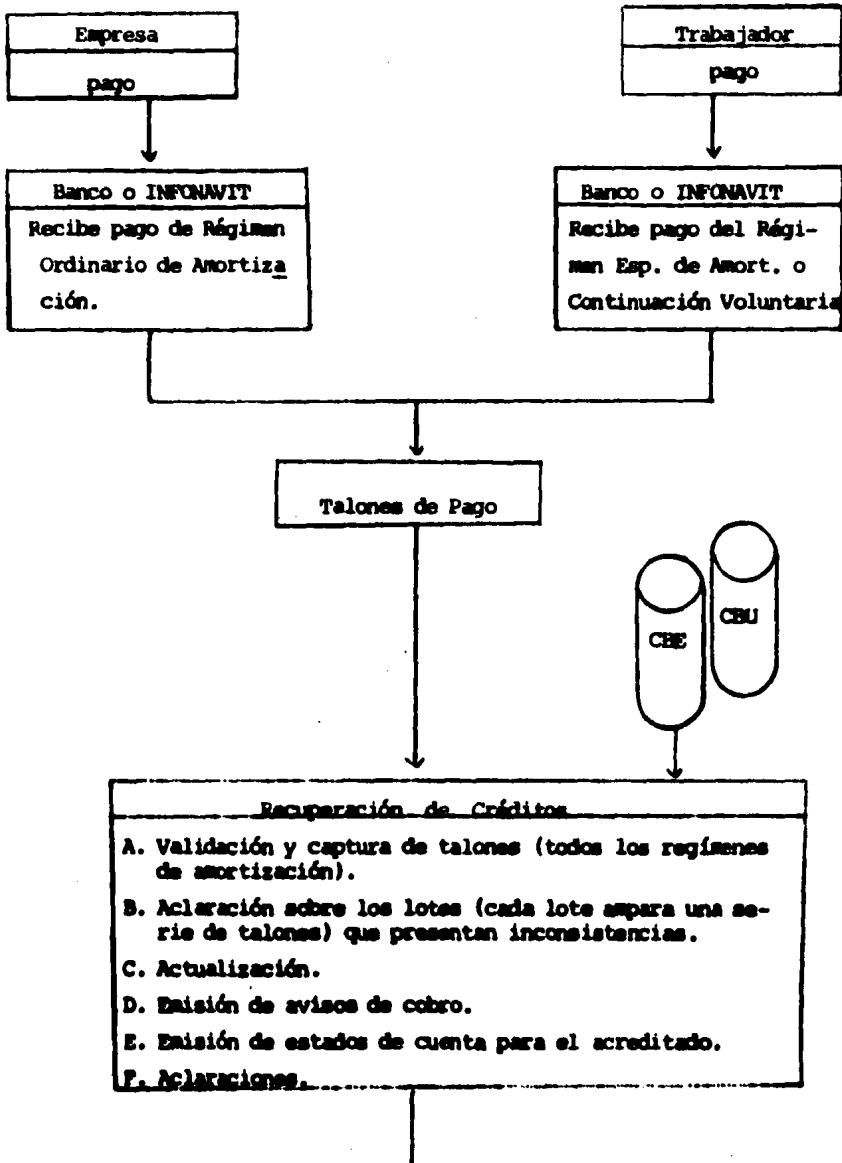 Empresa
pago
Trabajador
pago
Banco o INFONAVIT
Recibe pago de Régimen
Ordinario de Amortiza
ción.
Banco o INFONAVIT
Recibe pago del Régi-
men Esp. de Amort. o
Continuación Voluntaria
Talones de Pago
CBE
CBU
Recuperación de Créditos
A. Validación y captura de talones (todos los regímenes
de amortización).
B. Aclaración sobre los lotes (cada lote ampara una se-
rie de talones) que presentan inconsistencias.
C. Actualización.
D. Emisión de avisos de cobro.
E. Emisión de estados de cuenta para el acreditado.
F. Aclaraciones.